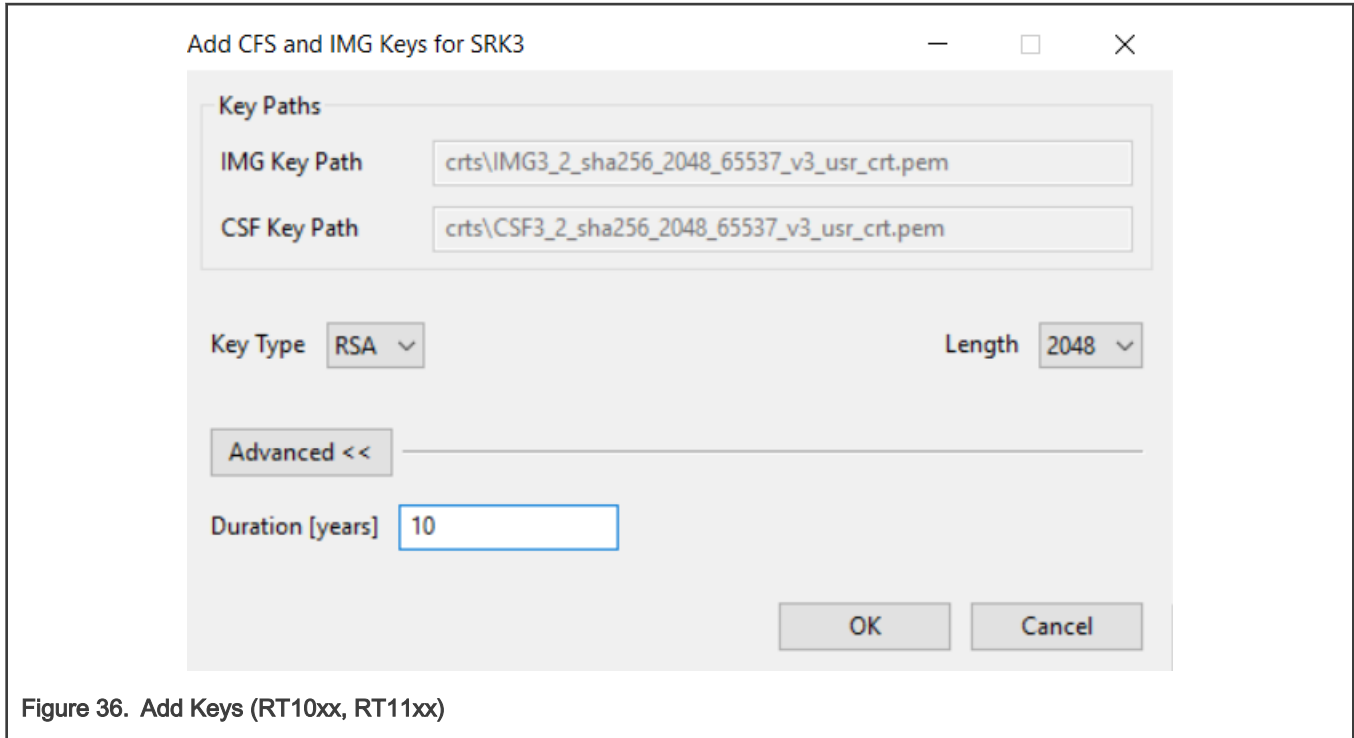 Add CFS and IMG Keys for SRK3
Key Paths
IMG Key Path crts\IMG3_2_sha256_2048_65537_v3_usr_crt.pem
CSF Key Path crts\CSF3_2_sha256_2048_65537_v3_usr_crt.pem
Key Type RSA Length 2048
Advanced <<
Duration [years] 10
OK Cancel
Figure 36. Add Keys (RT10xx, RT11xx)